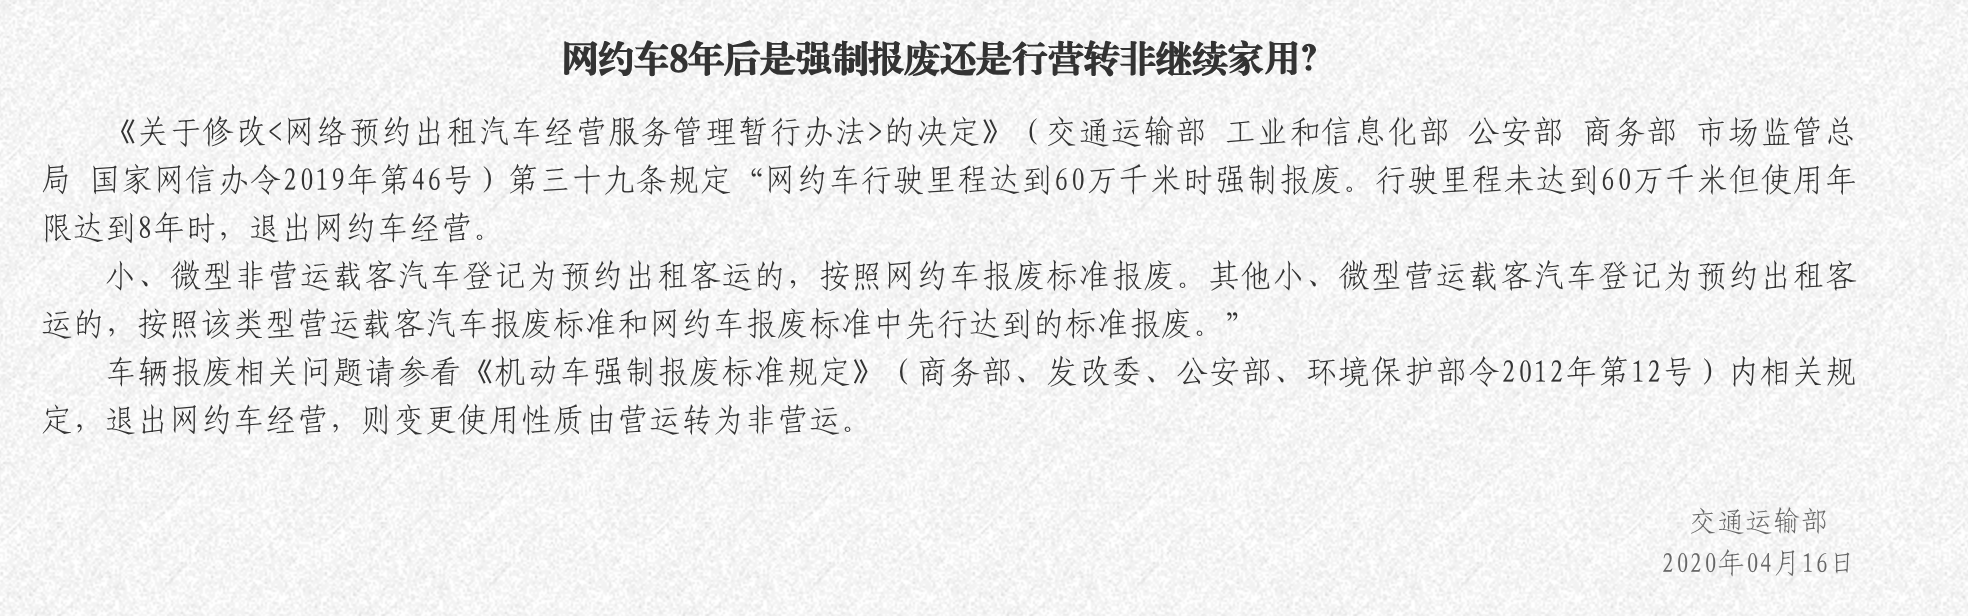 网约车8年后是强制报废还是行营转非继续家用？
《关于修改<网络预约出租汽车经营服务管理暂行办法>的决定》（交通运输部 工业和信息化部 公安部 商务部 市场监管总
局 国家网信办令2019年第46号）第三十九条规定“网约车行驶里程达到60万千米时强制报废。行驶里程未达到60万千米但使用年
限达到8年时，退出网约车经营。
小、微型非营运载客汽车登记为预约出租客运的，按照网约车报废标准报废。其他小、微型营运载客汽车登记为预约出租客
运的，按照该类型营运载客汽车报废标准和网约车报废标准中先行达到的标准报废。”
车辆报废相关问题请参看《机动车强制报废标准规定》（商务部、发改委、公安部、环境保护部令2012年第12号）内相关规
定，退出网约车经营，则变更使用性质由营运转为非营运。
交通运输部
2020年04月16日